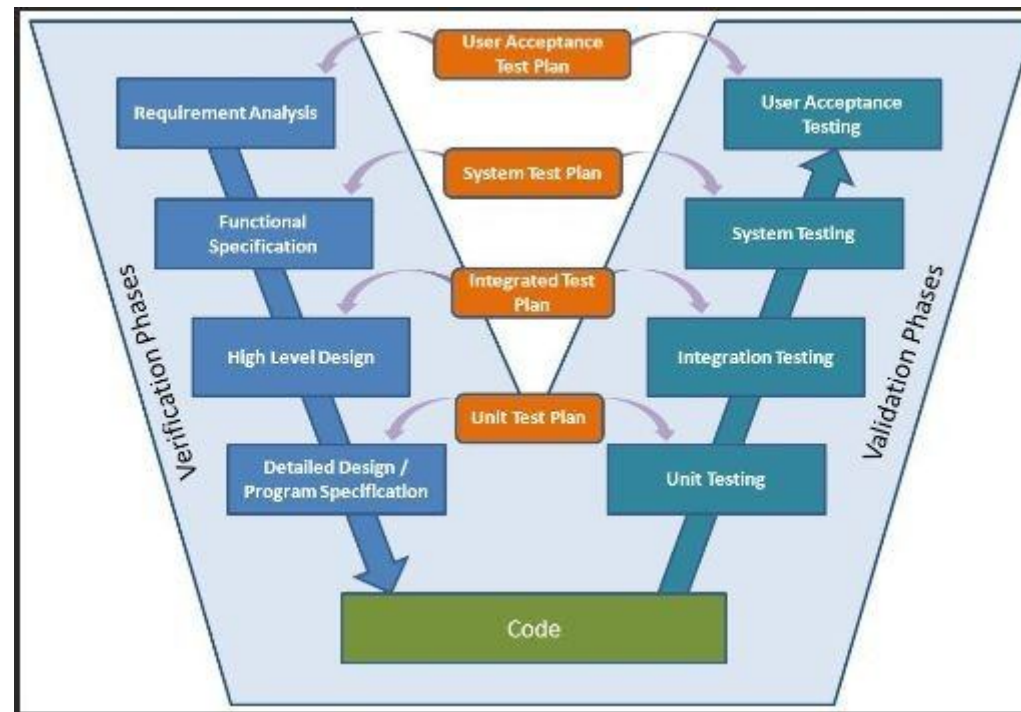 User Acceptance
Test Plan
Requirement Analysis
User Acceptance
Testing
System Test Plan
Functional
Specification
System Testing
Integrated Test
Plan
High Level Design
Integration Testing
Unit Test Plan
Detailed Design /
Program Specification
Unit Testing
Code
Verification Phases
Validation Phases